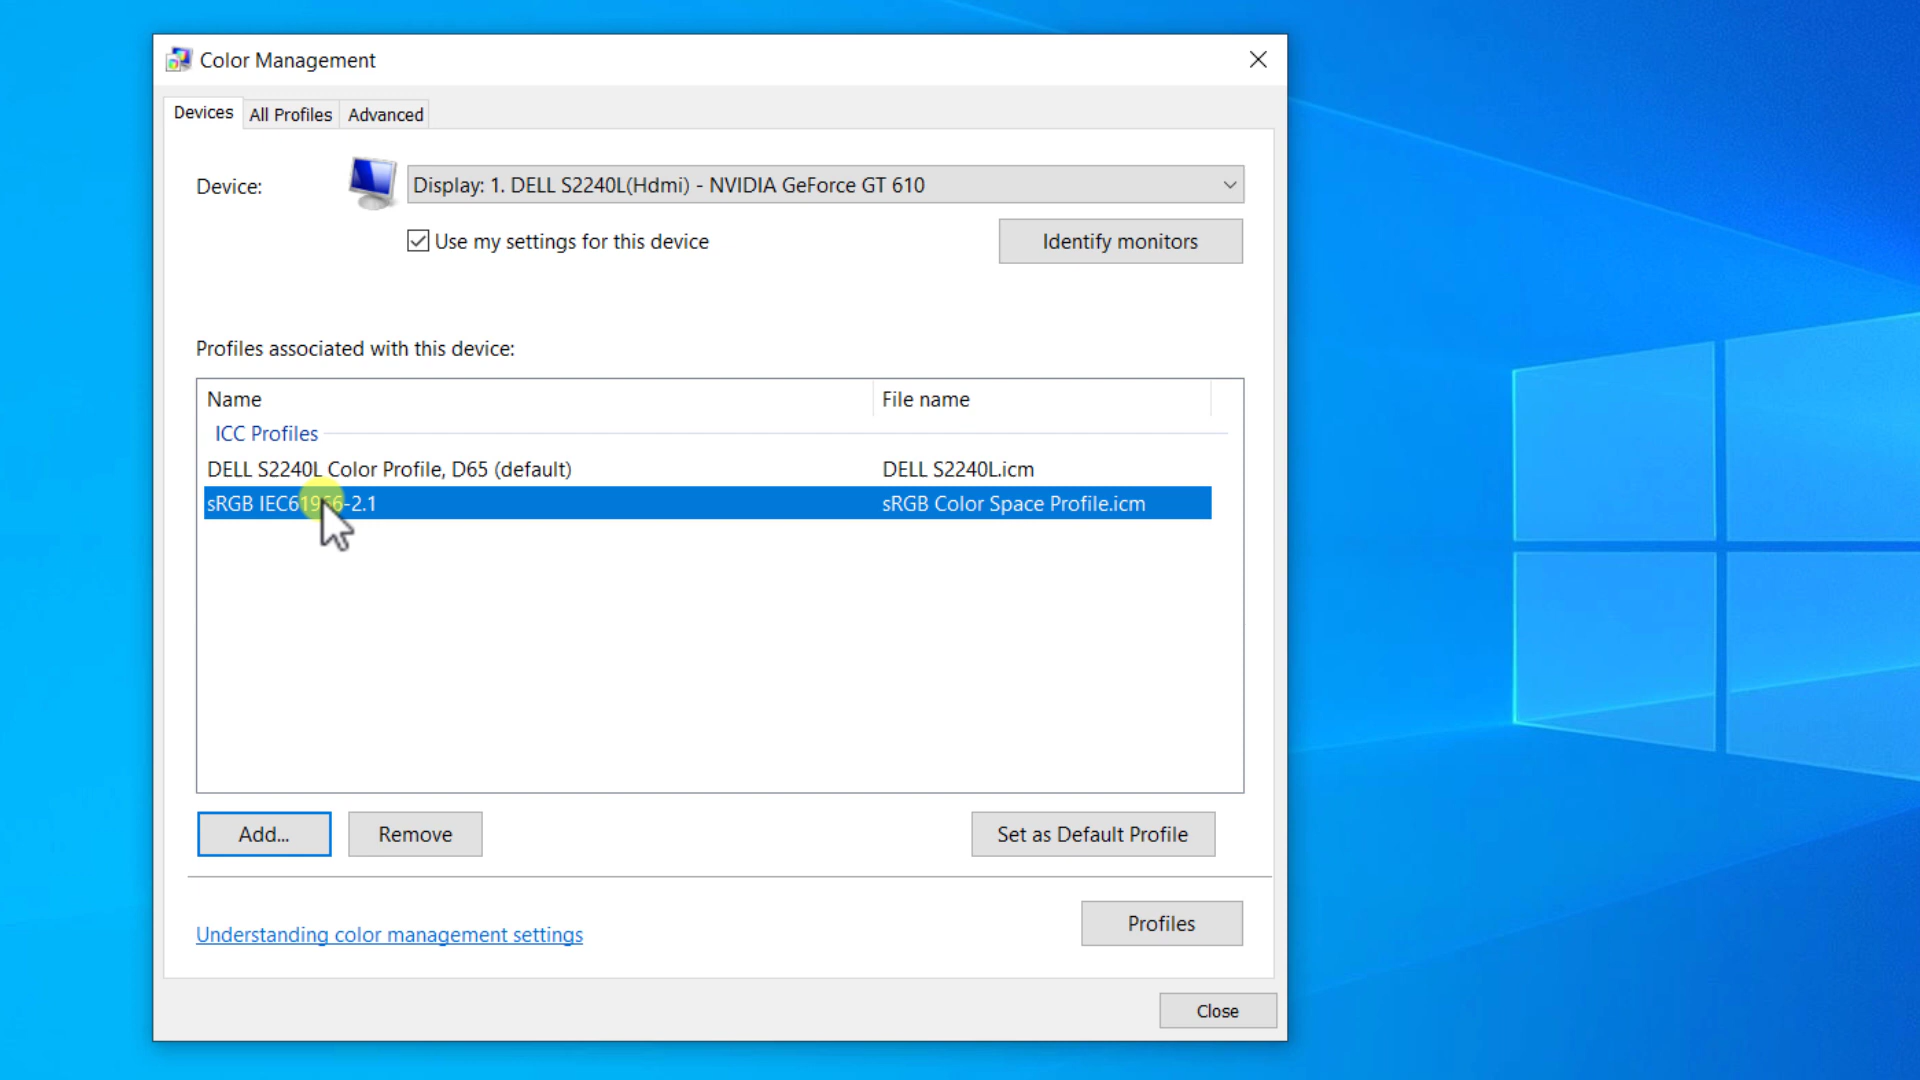 Color Management
Devices All Profiles Advanced
Device: Display: 1. DELL S2240L(Hdmi) - NVIDIA GeForce GT 610
Use my settings for this device Identify monitors
Profiles associated with this device:
Name File name
ICC Profiles
DELL S2240L Color Profile, D65 (default) DELL S2240L.icm
sRGB IEC61966-2.1 sRGB Color Space Profile.icm
Add... Remove Set as Default Profile
Understanding color management settings Profiles
Close